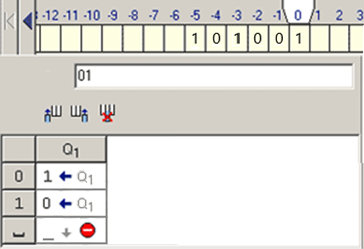 -12 -11 -10 -9 -8 -7 -6 -5 -4 -3 -2 -1 0 1 2 3
1 0 1 0 0 1
01
Q1
0 1 ← Q1
1 0 ← Q1
␣ _ ↓